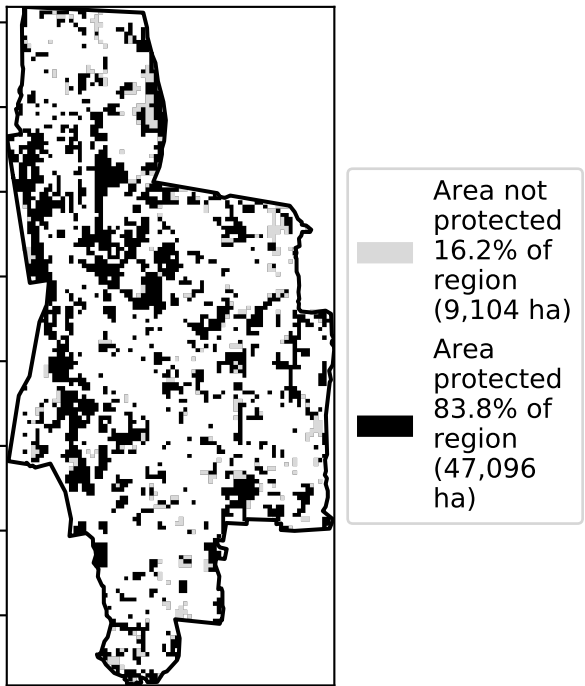 Area not
protected
16.2% of
region
(9,104 ha)
Area
protected
83.8% of
region
(47,096
ha)